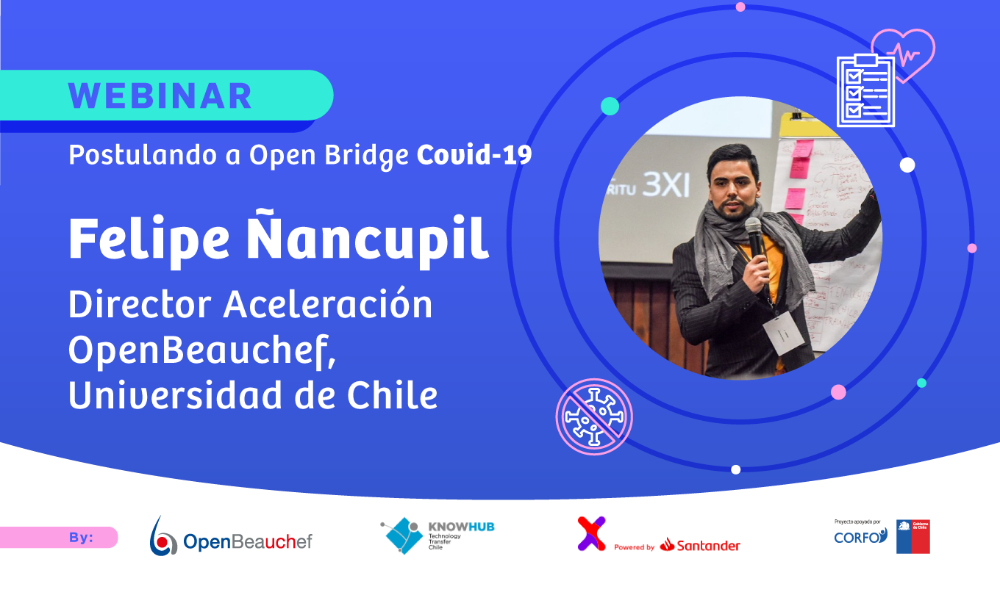 WEBINAR
Postulando a Open Bridge Covid-19
Felipe Ñancupil
Director Aceleración
OpenBeauchef,
Universidad de Chile
RITU 3XI
By:
OpenBeauchef
KNOWHUB
Technology
Transfer
Chile
Powered by Santander
Proyecto apoyado por
CORFO
Gobierno
de Chile